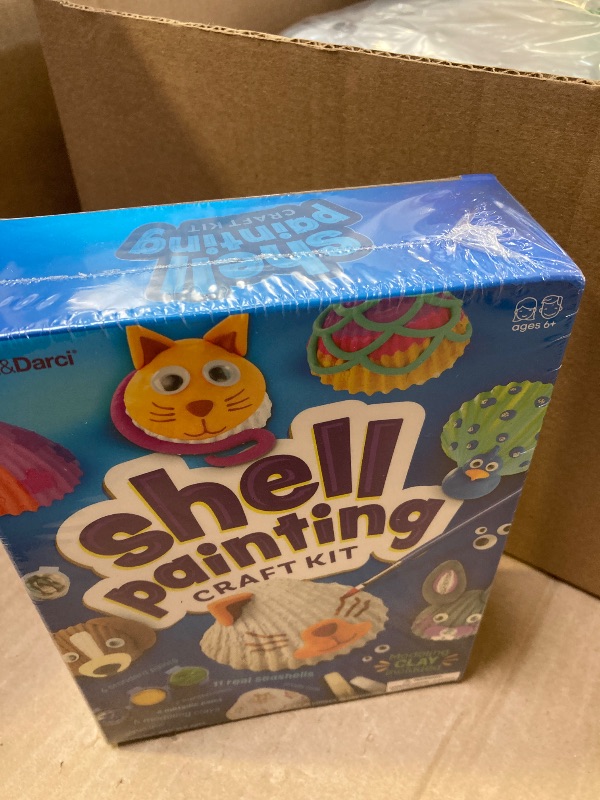 shell
painting
CRAFT KIT
ages 6+
&Darci
shell
painting
CRAFT KIT
11 real seashells
Modeling
CLAY